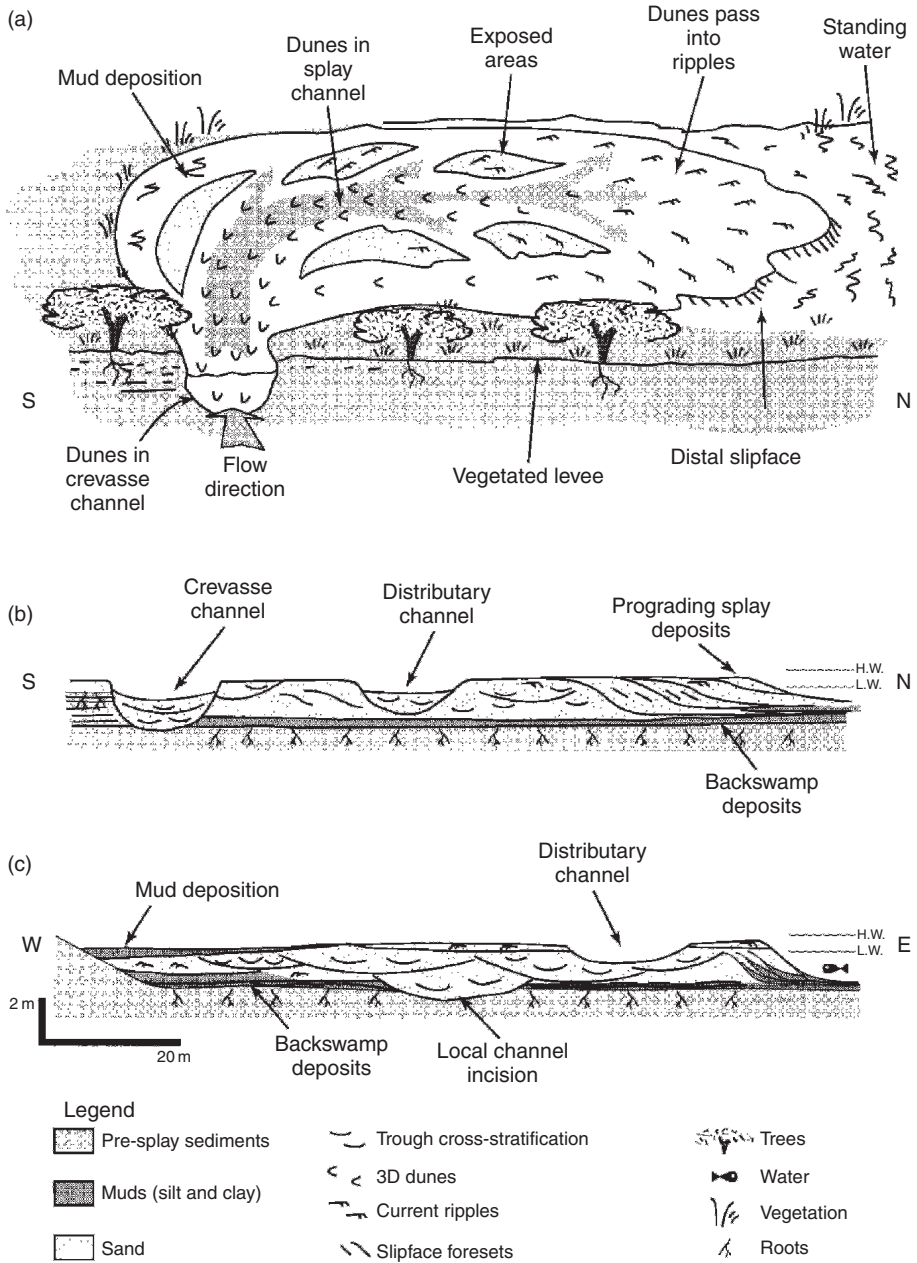 (a)
Mud deposition
Dunes in
splay
channel
Exposed
areas
Dunes pass
into
ripples
Standing
water
S
N
Dunes in
crevasse
channel
Flow
direction
Vegetated levee
Distal slipface
(b)
Crevasse
channel
Distributary
channel
Prograding splay
deposits
S
H.W.
L.W.
N
Backswamp
deposits
(c)
Mud deposition
Distributary
channel
W
H.W.
L.W.
E
2 m
20 m
Backswamp
deposits
Local channel
incision
Legend
Pre-splay sediments
Muds (silt and clay)
Sand
Trough cross-stratification
3D dunes
Current ripples
Slipface foresets
Trees
Water
Vegetation
Roots